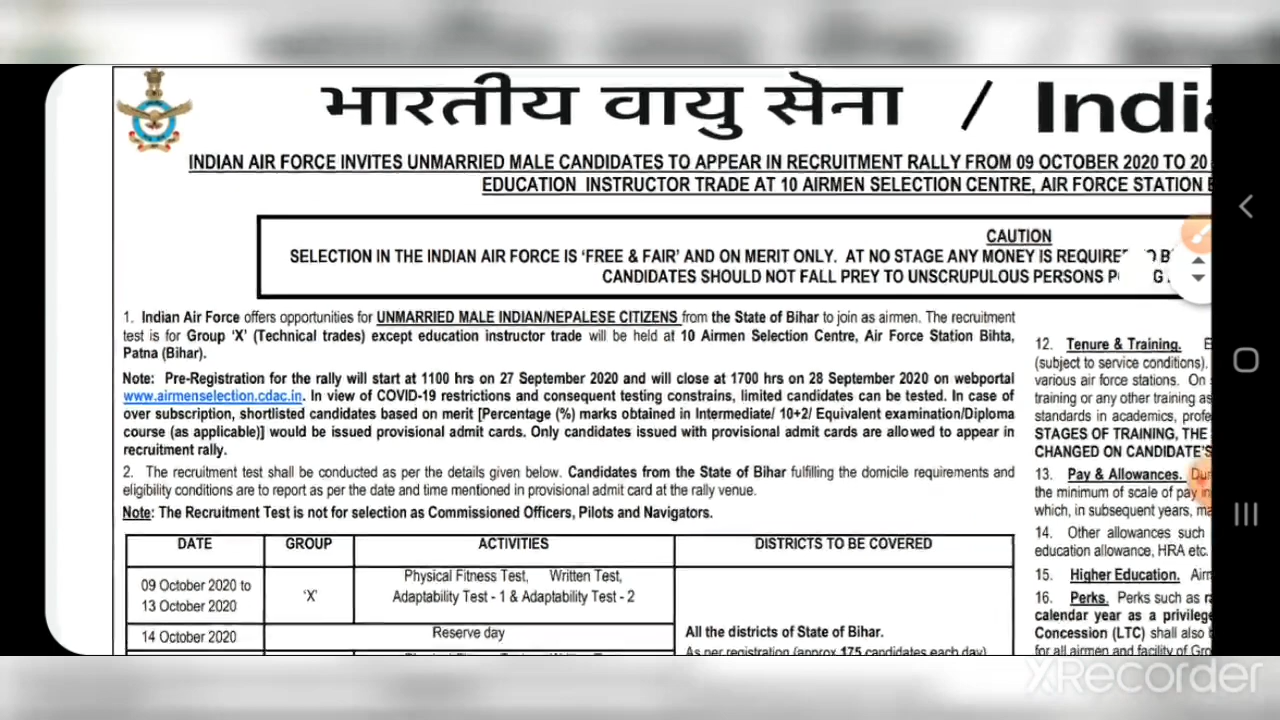 भारतीय वायु सेना / India
INDIAN AIR FORCE INVITES UNMARRIED MALE CANDIDATES TO APPEAR IN RECRUITMENT RALLY FROM 09 OCTOBER 2020 TO 20
EDUCATION INSTRUCTOR TRADE AT 10 AIRMEN SELECTION CENTRE, AIR FORCE STATION
CAUTION
SELECTION IN THE INDIAN AIR FORCE IS ‘FREE & FAIR’ AND ON MERIT ONLY. AT NO STAGE ANY MONEY IS REQUIRED
CANDIDATES SHOULD NOT FALL PREY TO UNSCRUPULOUS PERSONS
1. Indian Air Force offers opportunities for UNMARRIED MALE INDIAN/NEPALESE CITIZENS from the State of Bihar to join as airmen. The recruitment
test is for Group ‘X’ (Technical trades) except education instructor trade will be held at 10 Airmen Selection Centre, Air Force Station Bihta,
Patna (Bihar).
Note: Pre-Registration for the rally will start at 1100 hrs on 27 September 2020 and will close at 1700 hrs on 28 September 2020 on webportal
www.airmenselection.cdac.in. In view of COVID-19 restrictions and consequent testing constrains, limited candidates can be tested. In case of
over subscription, shortlisted candidates based on merit [Percentage (%) marks obtained in Intermediate/ 10+2/ Equivalent examination/Diploma
course (as applicable)] would be issued provisional admit cards. Only candidates issued with provisional admit cards are allowed to appear in
recruitment rally.
2. The recruitment test shall be conducted as per the details given below. Candidates from the State of Bihar fulfilling the domicile requirements and
eligibility conditions are to report as per the date and time mentioned in provisional admit card at the rally venue.
Note: The Recruitment Test is not for selection as Commissioned Officers, Pilots and Navigators.
DATE GROUP ACTIVITIES DISTRICTS TO BE COVERED
09 October 2020 to
13 October 2020
‘X’
Physical Fitness Test, Written Test,
Adaptability Test - 1 & Adaptability Test - 2
14 October 2020
Reserve day
All the districts of State of Bihar.
As per registration (approx 175 candidates each day)
12. Tenure & Training.
(subject to service conditions).
various air force stations. On
training or any other training as
standards in academics,
STAGES OF TRAINING, THE
CHANGED ON CANDIDATE'S
13. Pay & Allowances.
the minimum of scale of pay
which, in subsequent years,
14. Other allowances such
education allowance, HRA etc.
15. Higher Education.
16. Perks. Perks such as
calendar year as a privilege
Concession (LTC) shall also
for all airmen and facility of
XRecorder